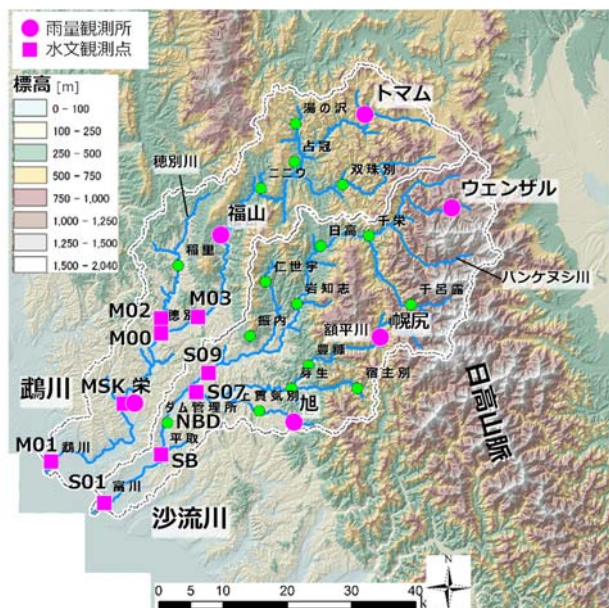 雨量観測所
水文観測点
標高 [m]
0 - 100
100 - 250
250 - 500
500 - 750
750 - 1,000
1,000 - 1,250
1,250 - 1,500
1,500 - 2,040
トマム
湯の沢
占冠
穂別川
ニニウ
双珠別
ウェンザル
福山
千栄
日高
稲里
仁世宇
パンケヌシ川
岩知志
千呂露
M02
穂別
M03
振内
額平川
幌尻
M00
豊糠
S09
芽生
宿主別
日高山脈
鵡川
MSK
栄
S07
上貫気別
ダム管理所
旭
NBD
M01
鵡川
平取
SB
S01
富川
沙流川
N
0
10
20
30
40